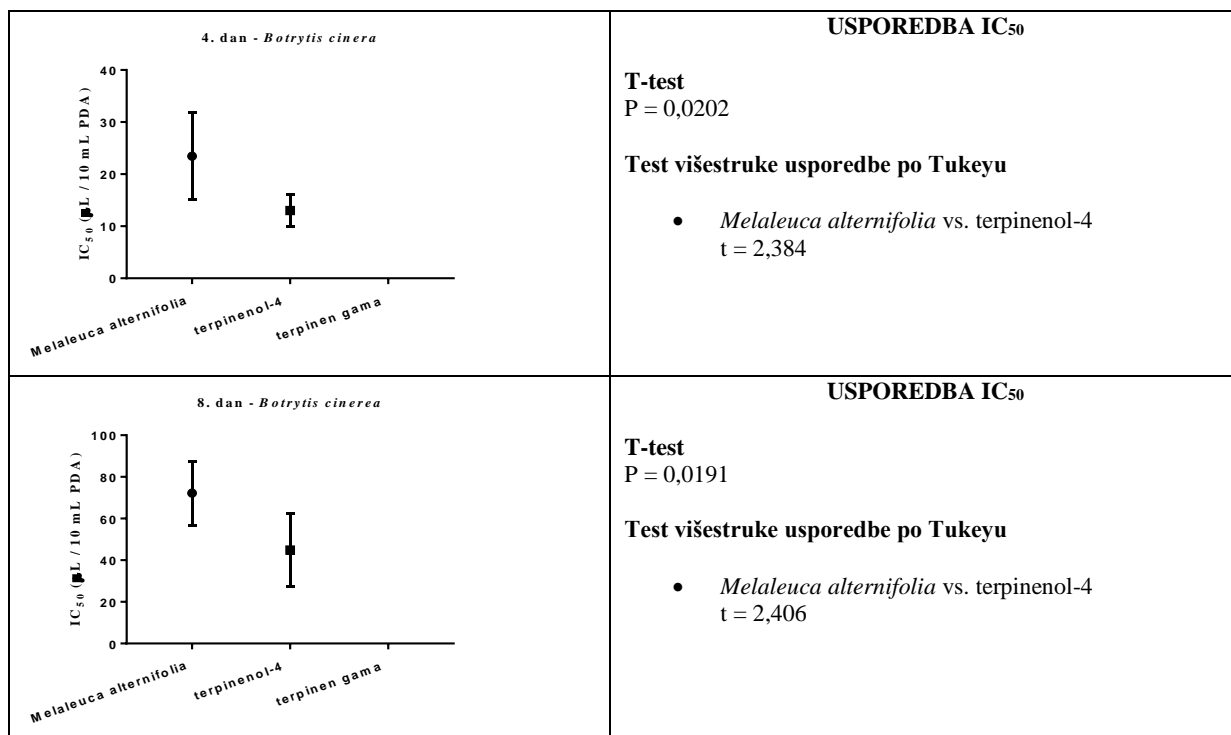 4. dan - Botrytis cinera
40
30
20
10
0
IC50 (µL / 10 mL PDA)
Melaleuca alternifolia
terpinenol-4
terpinen gama
USPOREDBA IC50
T-test
P = 0,0202
Test višestruke usporedbe po Tukeyu
• Melaleuca alternifolia vs. terpinenol-4
t = 2,384
8. dan - Botrytis cinerea
100
80
60
40
20
0
IC50 (µL / 10 mL PDA)
Melaleuca alternifolia
terpinenol-4
terpinen gama
USPOREDBA IC50
T-test
P = 0,0191
Test višestruke usporedbe po Tukeyu
• Melaleuca alternifolia vs. terpinenol-4
t = 2,406